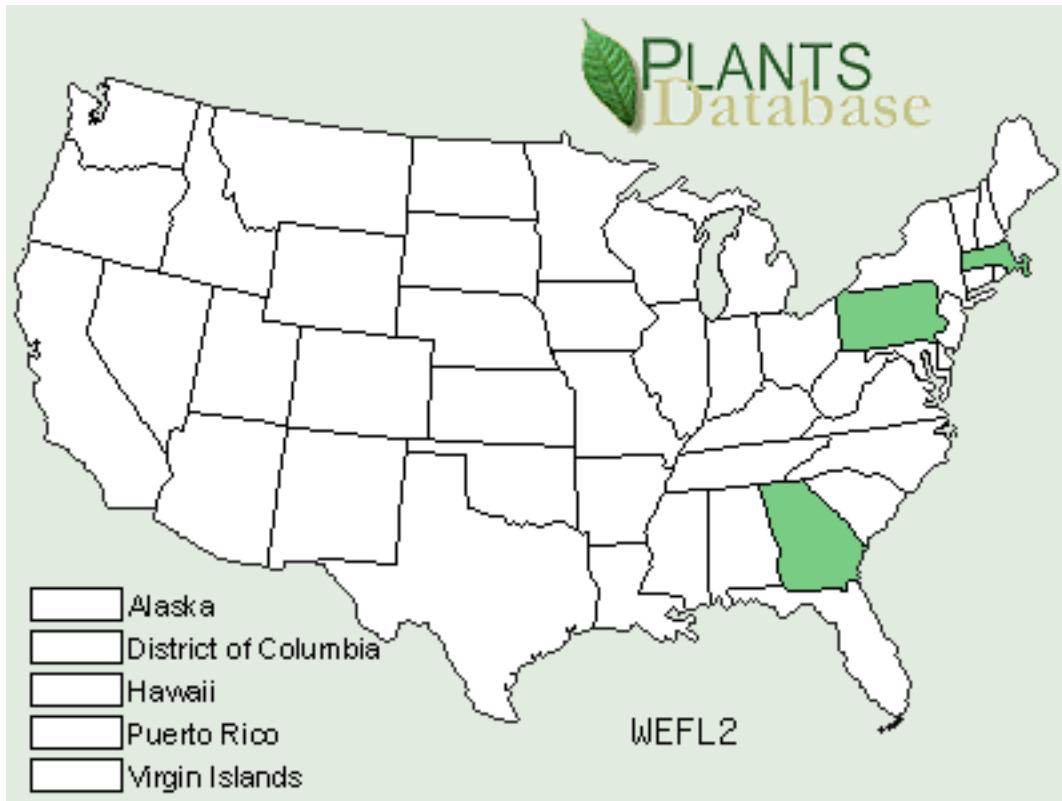 PLANTS
Database
Alaska
District of Columbia
Hawaii
Puerto Rico
Virgin Islands
WEFL2